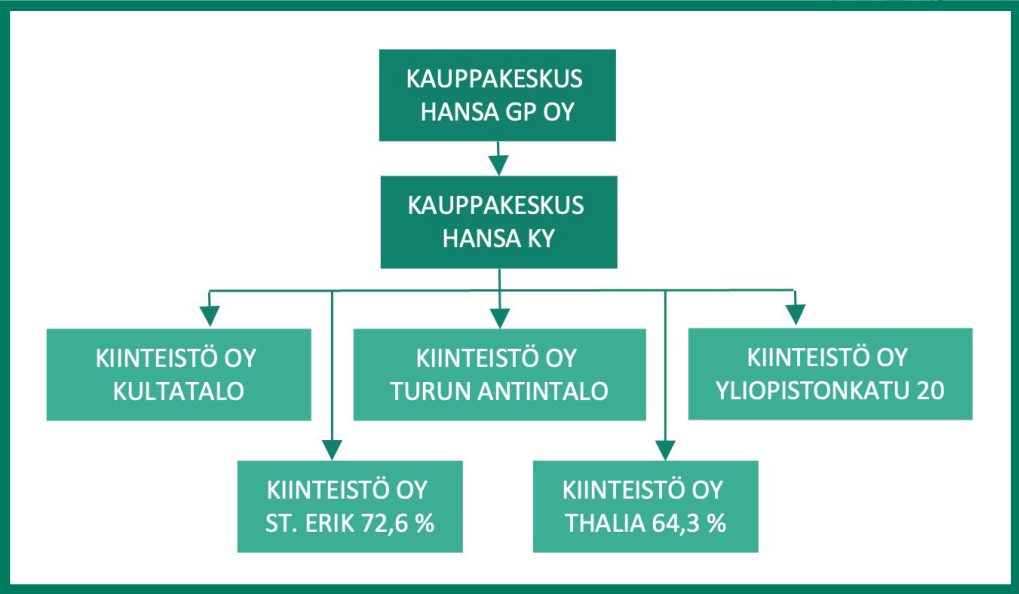 KAUPPAKESKUS
HANSA GP OY
KAUPPAKESKUS
HANSA KY
KIINTEISTÖ OY
KULTATALO
KIINTEISTÖ OY
TURUN ANTINTALO
KIINTEISTÖ OY
YLIOPISTONKATU 20
KIINTEISTÖ OY
ST. ERIK 72,6 %
KIINTEISTÖ OY
THALIA 64,3 %